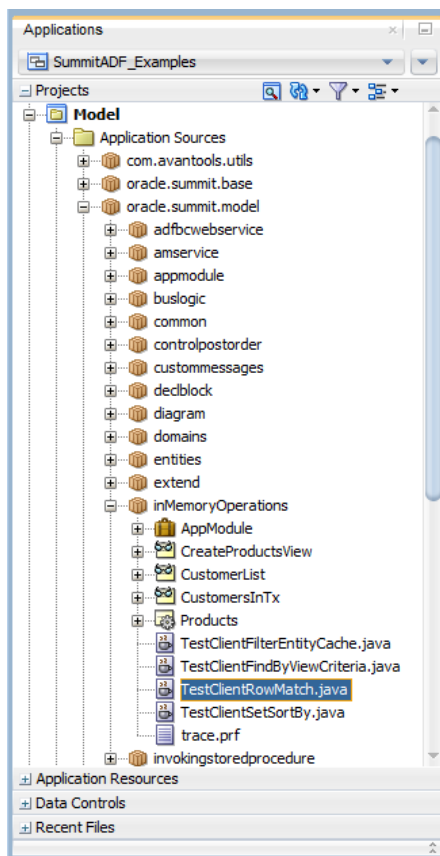 Applications
SummitADF_Examples
Projects
Model
Application Sources
com.avantools.utils
oracle.summit.base
oracle.summit.model
adfbcwebservice
amservice
appmodule
buslogic
common
controlpostorder
custommessages
declblock
diagram
domains
entities
extend
inMemoryOperations
AppModule
CreateProductsView
CustomerList
CustomersInTx
Products
TestClientFilterEntityCache.java
TestClientFindByViewCriteria.java
TestClientRowMatch.java
TestClientSetSortBy.java
trace.prf
invokingstoredprocedure
Application Resources
Data Controls
Recent Files